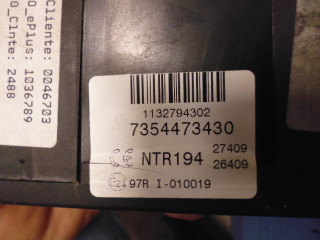 Cliente: 0046703
O_ePlus: 1036789
O_Clnte: 2488
1132794302
7354473430
NTR194
27409
26409
97R I-010019